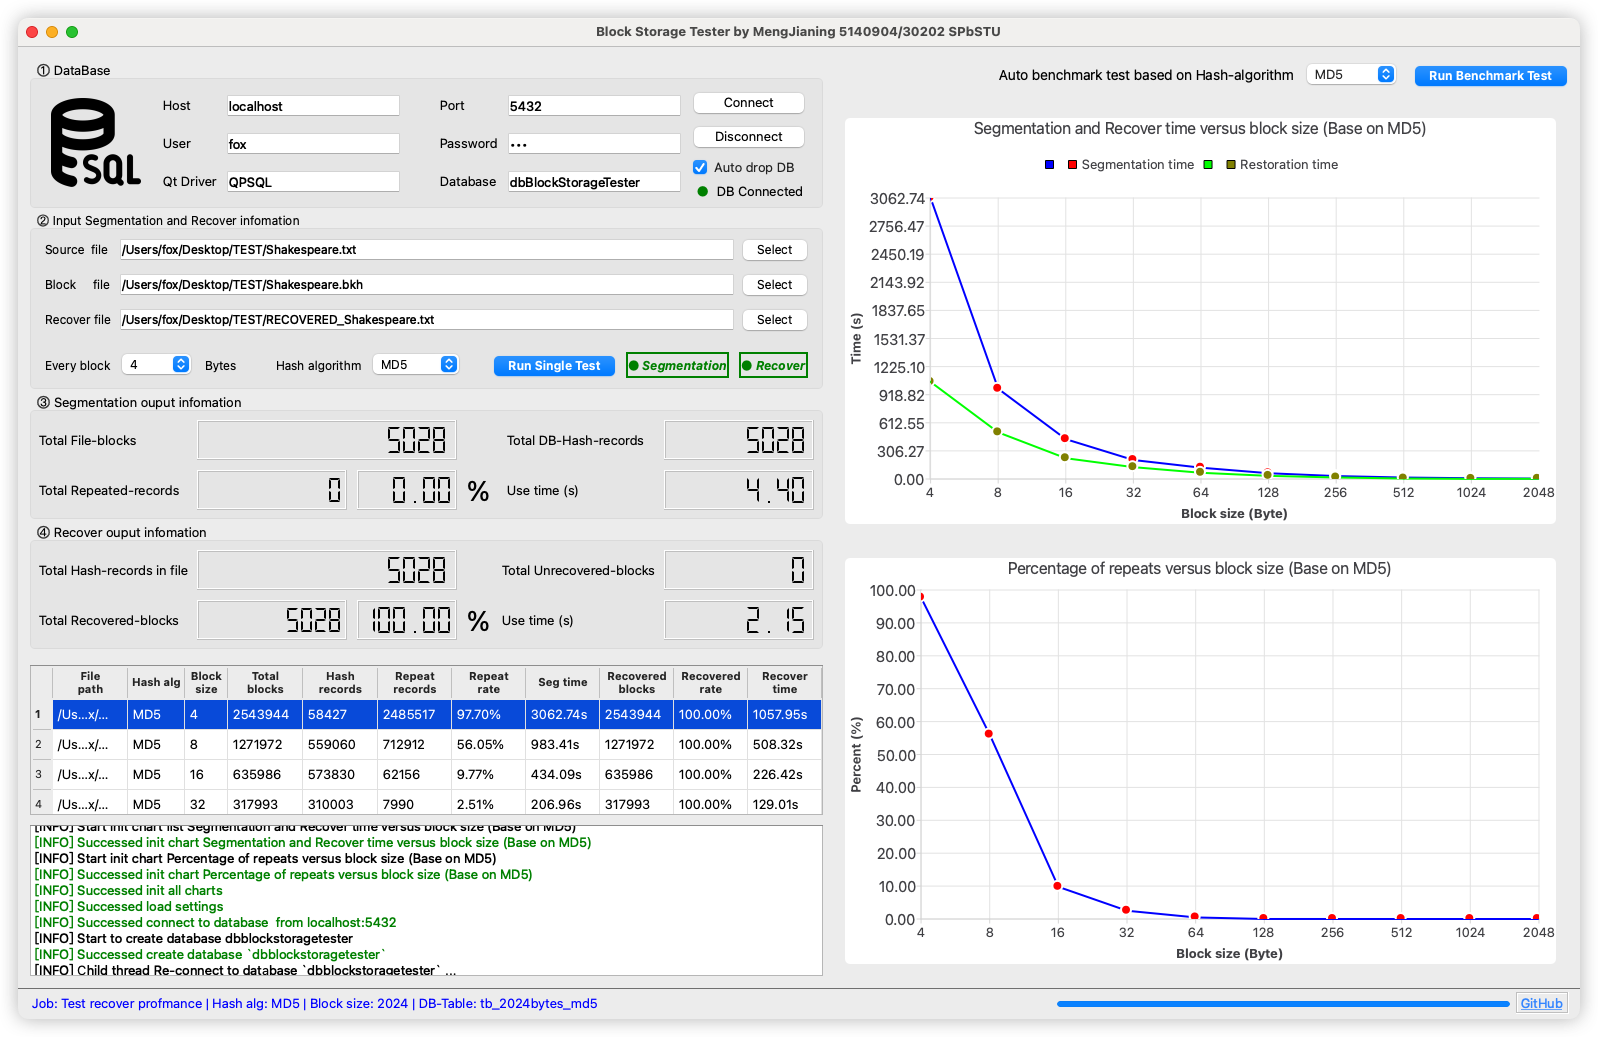 Block Storage Tester by MengJianing 5140904/30202 SPbSTU
① DataBase
SQL
Host localhost Port 5432 Connect
User fox Password ••• Disconnect
Auto drop DB
Qt Driver QPSQL Database dbBlockStorageTester
DB Connected
② Input Segmentation and Recover infomation
Source file /Users/fox/Desktop/TEST/Shakespeare.txt Select
Block file /Users/fox/Desktop/TEST/Shakespeare.bkh Select
Recover file /Users/fox/Desktop/TEST/RECOVERED_Shakespeare.txt Select
Every block 4 Bytes Hash algorithm MD5 Run Single Test Segmentation Recover
③ Segmentation ouput infomation
Total File-blocks 5028 Total DB-Hash-records 5028
Total Repeated-records 0 0.00 % Use time (s) 4.40
④ Recover ouput infomation
Total Hash-records in file 5028 Total Unrecovered-blocks 0
Total Recovered-blocks 5028 100.00 % Use time (s) 2.15
File path Hash alg Block size Total blocks Hash records Repeat records Repeat rate Seg time Recovered blocks Recovered rate Recover time
1 /Us...x/... MD5 4 2543944 58427 2485517 97.70% 3062.74s 2543944 100.00% 1057.95s
2 /Us...x/... MD5 8 1271972 559060 712912 56.05% 983.41s 1271972 100.00% 508.32s
3 /Us...x/... MD5 16 635986 573830 62156 9.77% 434.09s 635986 100.00% 226.42s
4 /Us...x/... MD5 32 317993 310003 7990 2.51% 206.96s 317993 100.00% 129.01s
[INFO] Start init chart list Segmentation and Recover time versus block size (Base on MD5)
[INFO] Successed init chart Segmentation and Recover time versus block size (Base on MD5)
[INFO] Start init chart Percentage of repeats versus block size (Base on MD5)
[INFO] Successed init chart Percentage of repeats versus block size (Base on MD5)
[INFO] Successed init all charts
[INFO] Successed load settings
[INFO] Successed connect to database  from localhost:5432
[INFO] Start to create database dbblockstoragetester
[INFO] Successed create database `dbblockstoragetester`
[INFO] Child thread Re-connect to database `dbblockstoragetester` ...
Auto benchmark test based on Hash-algorithm MD5 Run Benchmark Test
Segmentation and Recover time versus block size (Base on MD5)
Segmentation time Restoration time
3062.74
2756.47
2450.19
2143.92
1837.65
1531.37
1225.10
918.82
612.55
306.27
0.00
Time (s)
4 8 16 32 64 128 256 512 1024 2048
Block size (Byte)
Percentage of repeats versus block size (Base on MD5)
100.00
90.00
80.00
70.00
60.00
50.00
40.00
30.00
20.00
10.00
0.00
Percent (%)
4 8 16 32 64 128 256 512 1024 2048
Block size (Byte)
Job: Test recover profmance | Hash alg: MD5 | Block size: 2024 | DB-Table: tb_2024bytes_md5
GitHub